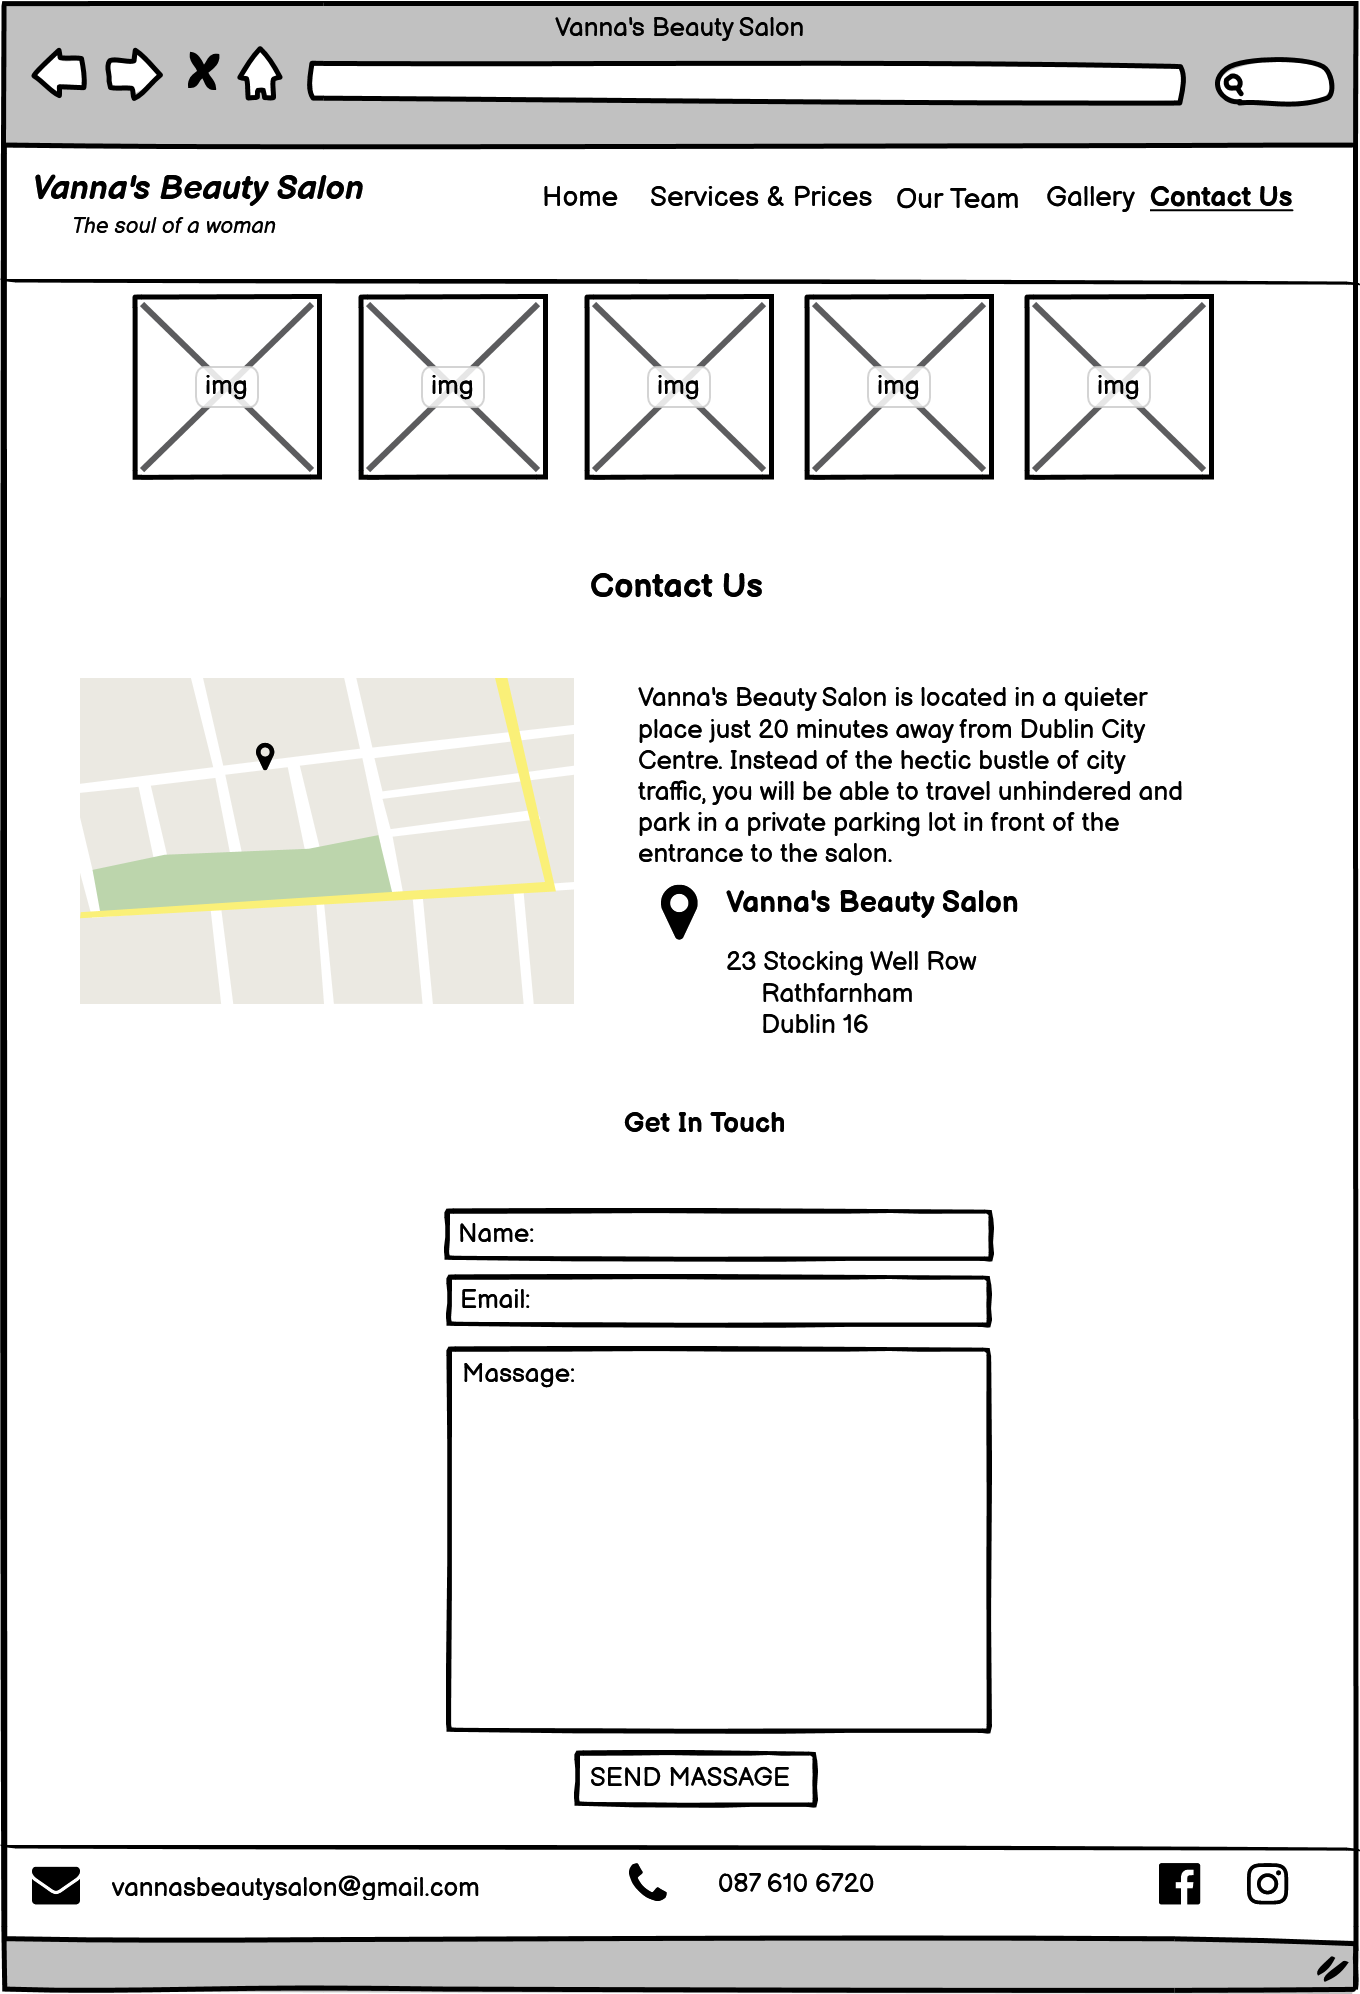 Vanna's Beauty Salon
Vanna's Beauty Salon
The soul of a woman
Home Services & Prices Our Team Gallery Contact Us
img img img img img
Contact Us
Vanna's Beauty Salon is located in a quieter
place just 20 minutes away from Dublin City
Centre. Instead of the hectic bustle of city
traffic, you will be able to travel unhindered and
park in a private parking lot in front of the
entrance to the salon.
Vanna's Beauty Salon
23 Stocking Well Row
Rathfarnham
Dublin 16
Get In Touch
Name:
Email:
Massage:
SEND MASSAGE
vannasbeautysalon@gmail.com 087 610 6720